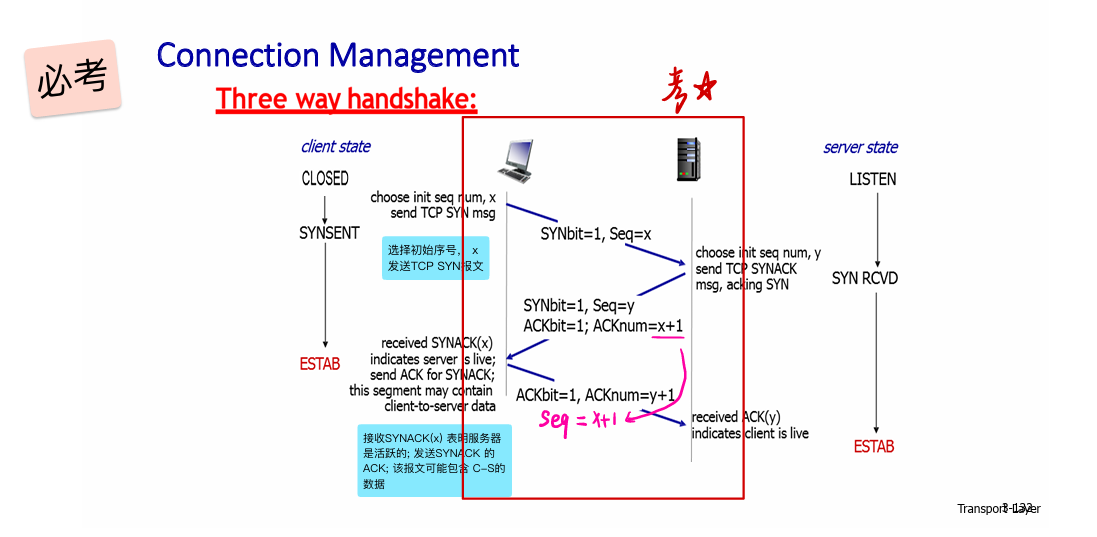 必考
Connection Management
Three way handshake:
考☆
client state
server state
CLOSED
LISTEN
choose init seq num, x
send TCP SYN msg
SYNSENT
SYNbit=1, Seq=x
选择初始序号， x
发送TCP SYN报文
choose init seq num, y
send TCP SYNACK
msg, acking SYN
SYN RCVD
SYNbit=1, Seq=y
ACKbit=1; ACKnum=x+1
received SYNACK(x)
indicates server is live;
send ACK for SYNACK;
this segment may contain
client-to-server data
ESTAB
ACKbit=1, ACKnum=y+1
Seq = x+1
received ACK(y)
indicates client is live
接收SYNACK(x) 表明服务器
是活跃的; 发送SYNACK 的
ACK; 该报文可能包含 C-S的
数据
ESTAB
Transport Layer